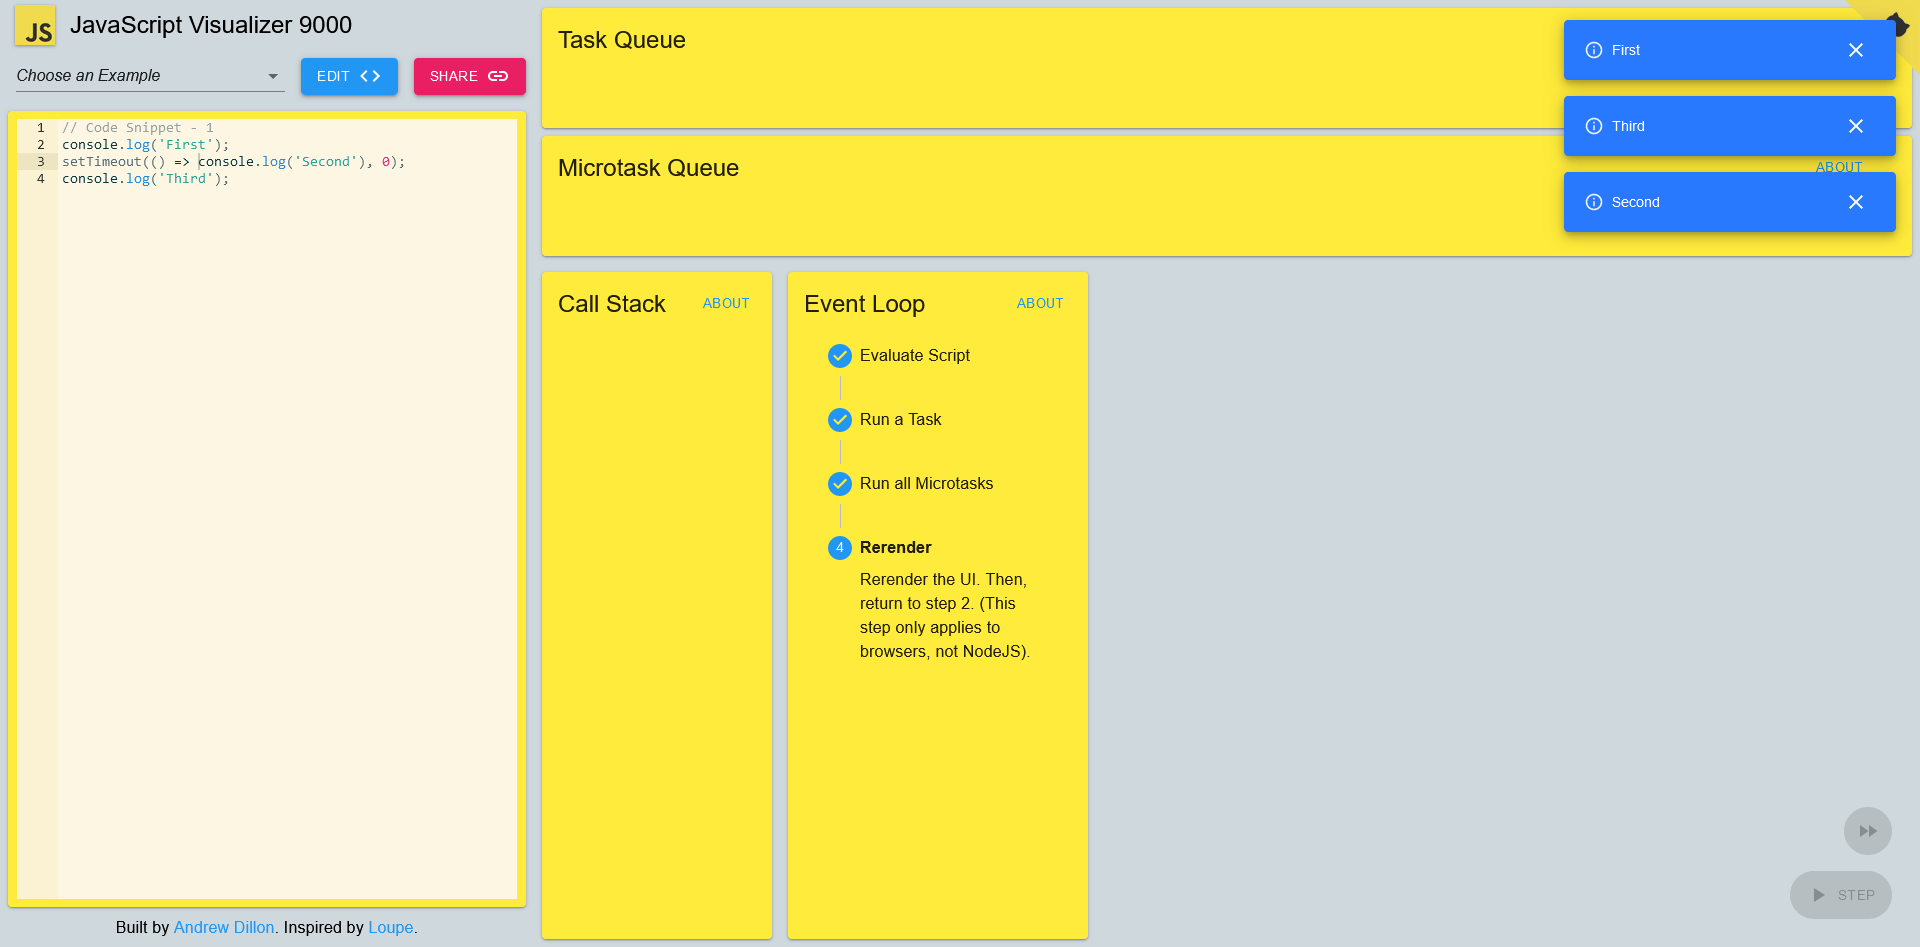 JS
JavaScript Visualizer 9000
Choose an Example
EDIT
SHARE
1 // Code Snippet - 1
2 console.log('First');
3 setTimeout(() => console.log('Second'), 0);
4 console.log('Third');
Built by Andrew Dillon. Inspired by Loupe.
Task Queue
First
Third
Microtask Queue
ABOUT
Second
Call Stack
ABOUT
Event Loop
ABOUT
Evaluate Script
Run a Task
Run all Microtasks
4 Rerender
Rerender the UI. Then,
return to step 2. (This
step only applies to
browsers, not NodeJS).
STEP